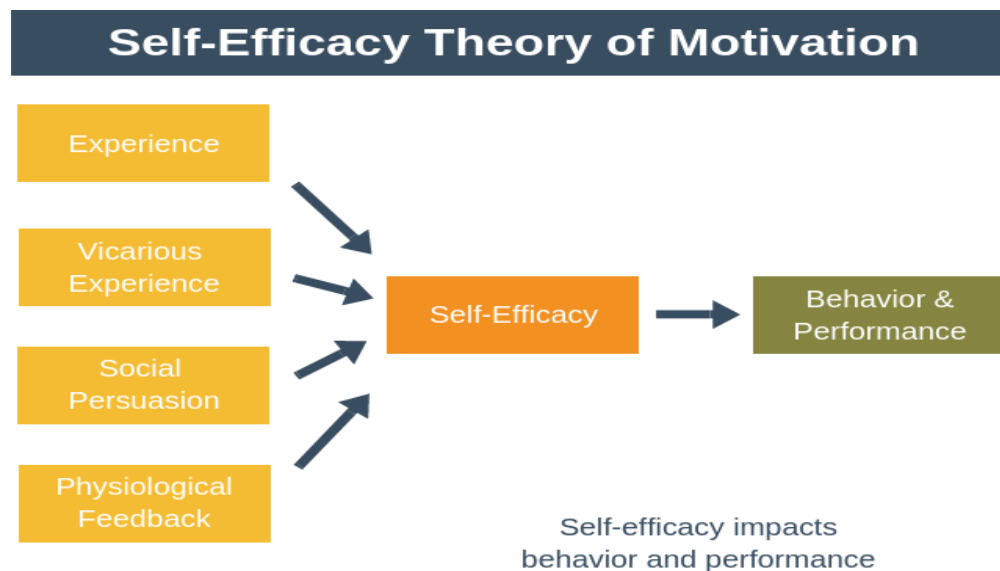 Self-Efficacy Theory of Motivation
Experience
Vicarious
Experience
Social
Persuasion
Physiological
Feedback
Self-Efficacy
Behavior &
Performance
Self-efficacy impacts
behavior and performance